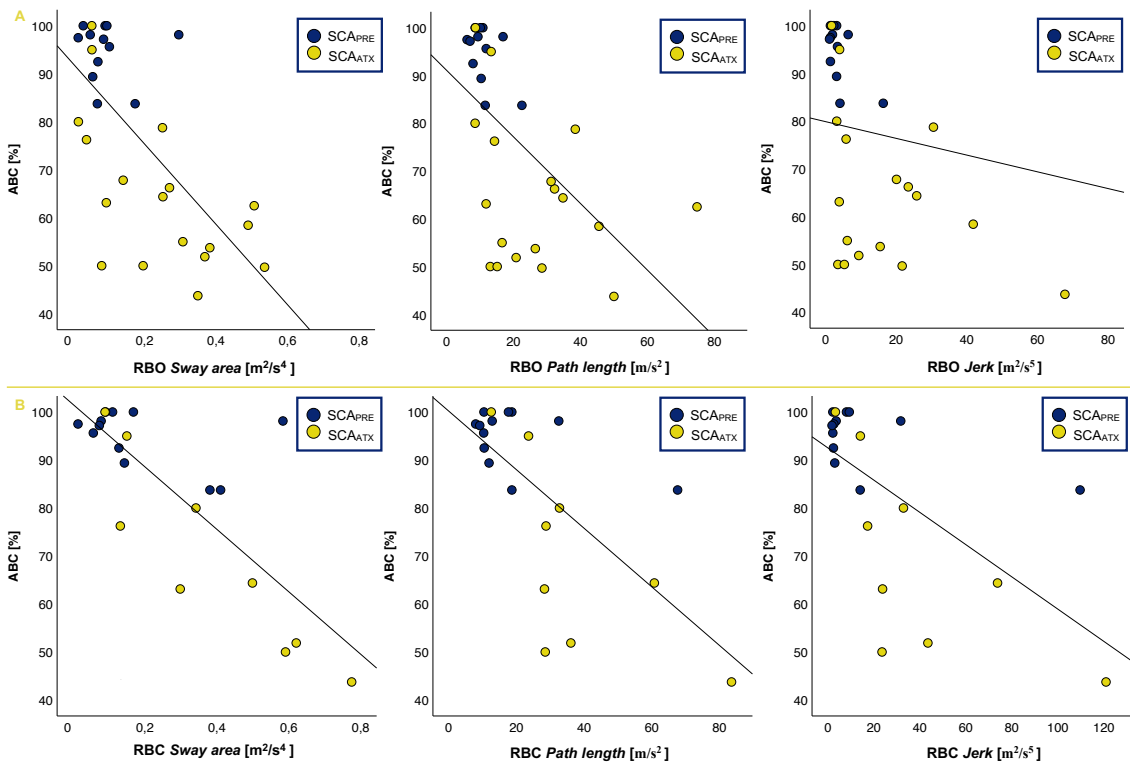 A
100
90
80
70
60
50
40
ABC [%]
SCAPRE
SCAATX
0 0,2 0,4 0,6 0,8
RBO Sway area [m²/s⁴]
100
90
80
70
60
50
40
ABC [%]
SCAPRE
SCAATX
0 20 40 60 80
RBO Path length [m/s²]
100
90
80
70
60
50
40
ABC [%]
SCAPRE
SCAATX
0 20 40 60 80
RBO Jerk [m²/s⁵]
B
100
90
80
70
60
50
40
ABC [%]
SCAPRE
SCAATX
0 0,2 0,4 0,6 0,8
RBC Sway area [m²/s⁴]
100
90
80
70
60
50
40
ABC [%]
SCAPRE
SCAATX
0 20 40 60 80
RBC Path length [m/s²]
100
90
80
70
60
50
40
ABC [%]
SCAPRE
SCAATX
0 20 40 60 80 100 120
RBC Jerk [m²/s⁵]